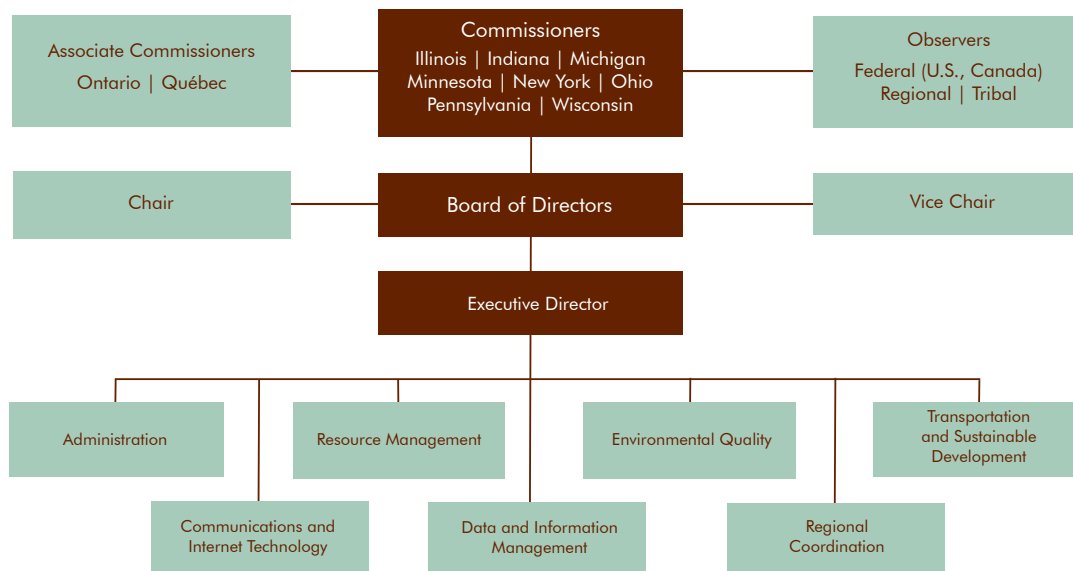 Associate Commissioners
Ontario | Québec
Commissioners
Illinois | Indiana | Michigan
Minnesota | New York | Ohio
Pennsylvania | Wisconsin
Observers
Federal (U.S., Canada)
Regional | Tribal
Chair
Board of Directors
Vice Chair
Executive Director
Administration
Resource Management
Environmental Quality
Transportation
and Sustainable
Development
Communications and
Internet Technology
Data and Information
Management
Regional
Coordination